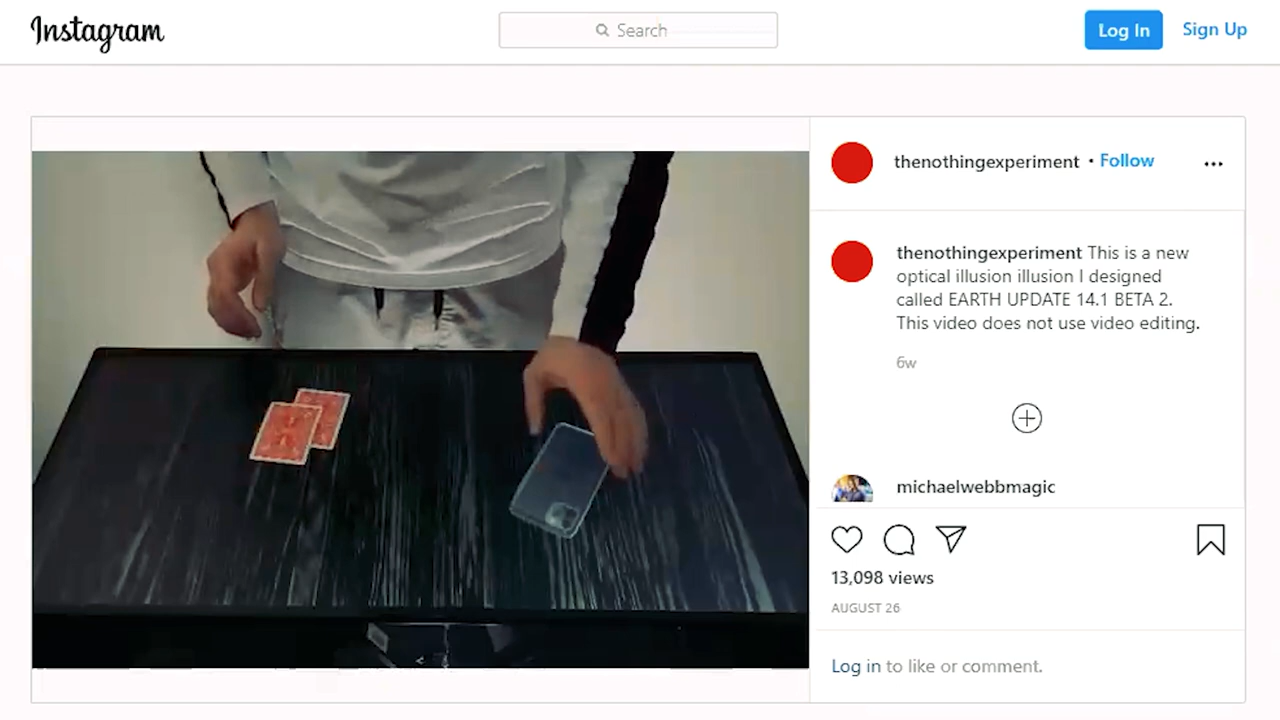 Instagram
Search
Log In
Sign Up
thenothingexperiment • Follow
thenothingexperiment This is a new
optical illusion illusion I designed
called EARTH UPDATE 14.1 BETA 2.
This video does not use video editing.
6w
michaelwebbmagic
13,098 views
AUGUST 26
Log in to like or comment.